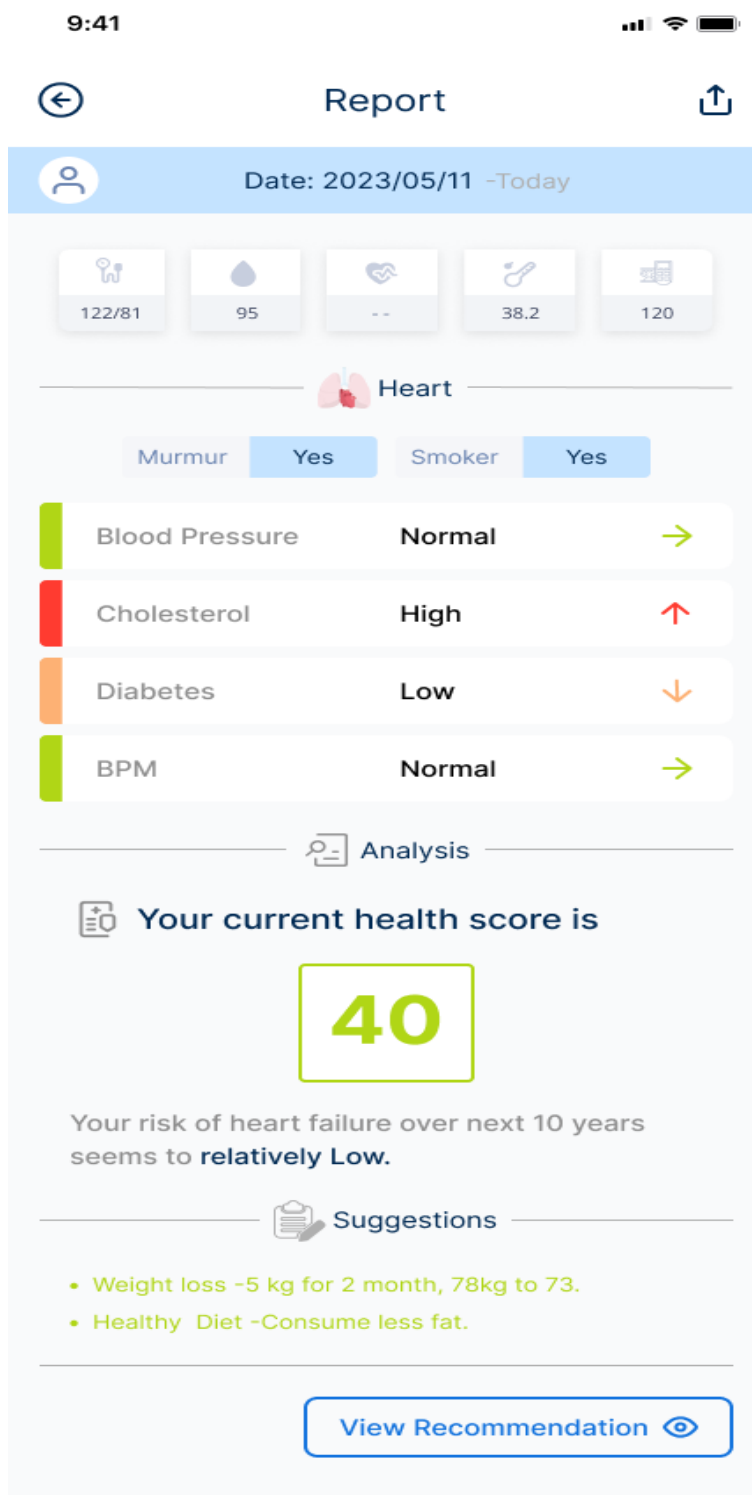 9:41
Report
Date: 2023/05/11 -Today
122/81 95 -- 38.2 120
Heart
Murmur Yes Smoker Yes
Blood Pressure Normal
Cholesterol High
Diabetes Low
BPM Normal
Analysis
Your current health score is
40
Your risk of heart failure over next 10 years
seems to relatively Low.
Suggestions
• Weight loss -5 kg for 2 month, 78kg to 73.
• Healthy Diet -Consume less fat.
View Recommendation